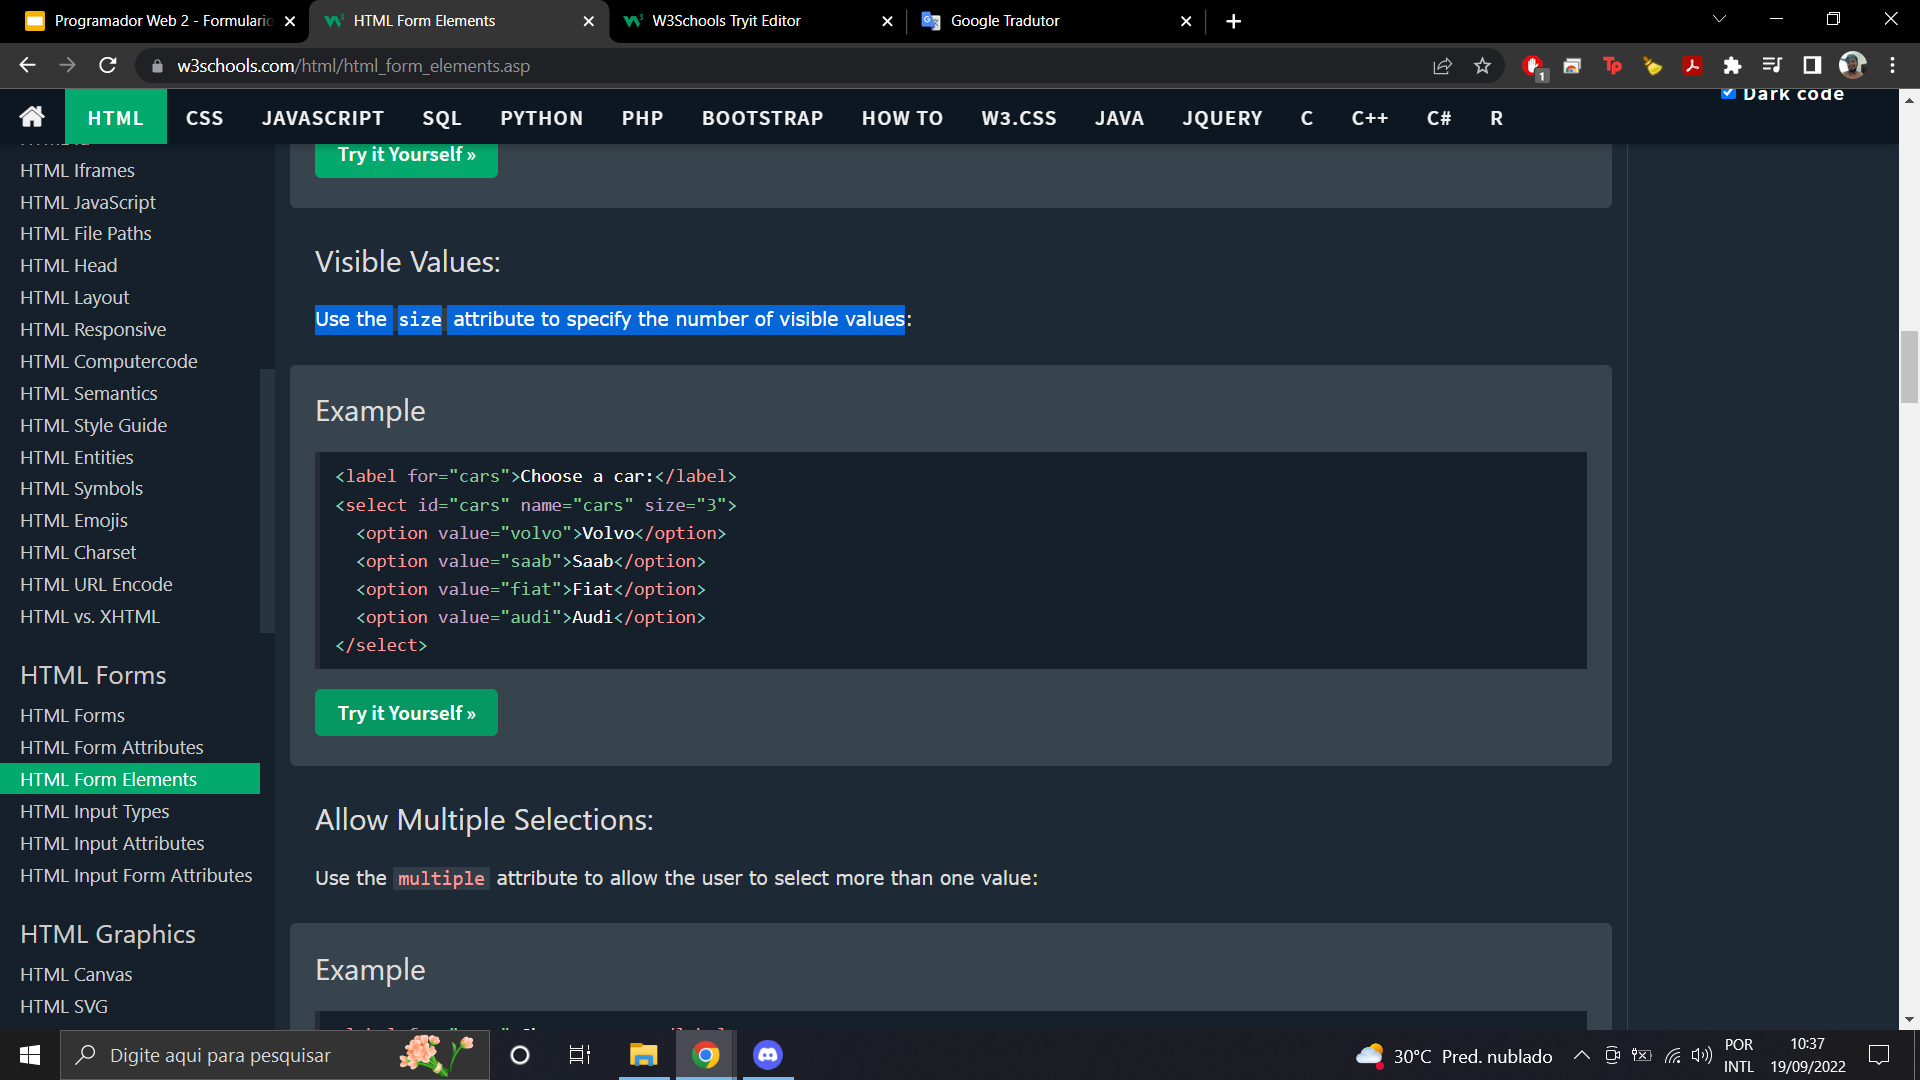 Programador Web 2 - Formulario
HTML Form Elements
W3Schools Tryit Editor
Google Tradutor
w3schools.com/html/html_form_elements.asp
1
Dark code
HTML
CSS
JAVASCRIPT
SQL
PYTHON
PHP
BOOTSTRAP
HOW TO
W3.CSS
JAVA
JQUERY
C
C++
C#
R
HTML Iframes
HTML JavaScript
HTML File Paths
HTML Head
HTML Layout
HTML Responsive
HTML Computercode
HTML Semantics
HTML Style Guide
HTML Entities
HTML Symbols
HTML Emojis
HTML Charset
HTML URL Encode
HTML vs. XHTML
HTML Forms
HTML Forms
HTML Form Attributes
HTML Form Elements
HTML Input Types
HTML Input Attributes
HTML Input Form Attributes
HTML Graphics
HTML Canvas
HTML SVG
Try it Yourself »
Visible Values:
Use the size attribute to specify the number of visible values:
Example
<label for="cars">Choose a car:</label>
<select id="cars" name="cars" size="3">
<option value="volvo">Volvo</option>
<option value="saab">Saab</option>
<option value="fiat">Fiat</option>
<option value="audi">Audi</option>
</select>
Try it Yourself »
Allow Multiple Selections:
Use the multiple attribute to allow the user to select more than one value:
Example
Digite aqui para pesquisar
30°C Pred. nublado
POR
INTL
10:37
19/09/2022